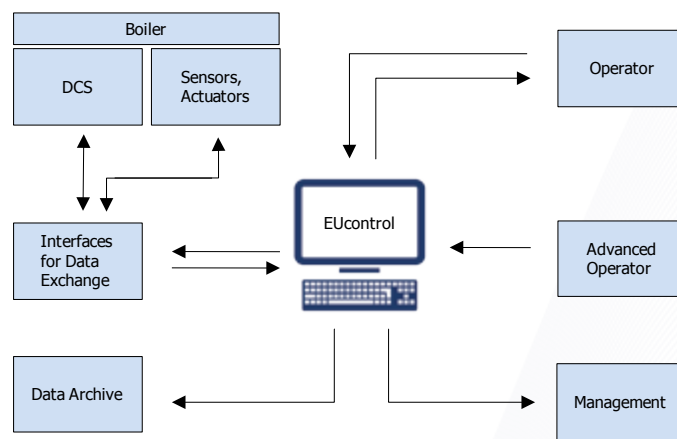 Boiler
DCS
Sensors,
Actuators
Operator
EUcontrol
Interfaces
for Data
Exchange
Advanced
Operator
Data Archive
Management